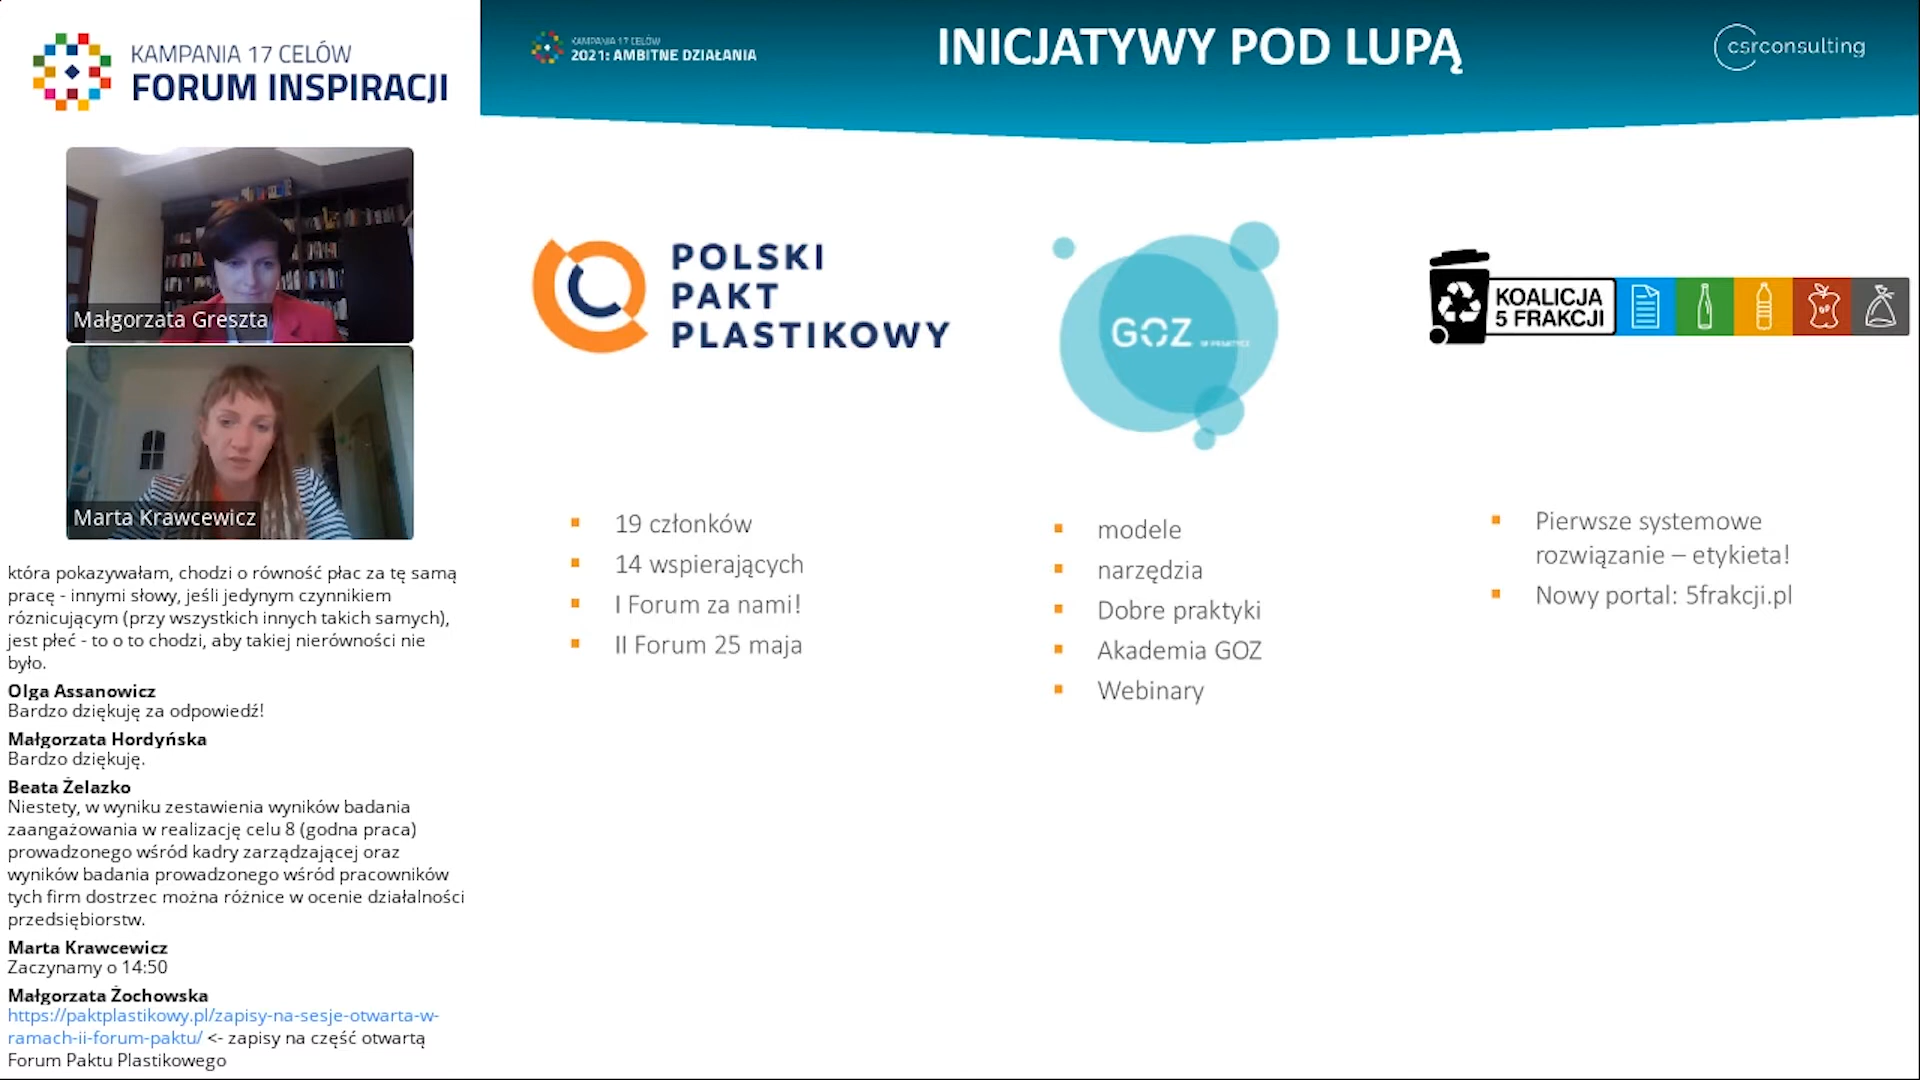 KAMPANIA 17 CELÓW
FORUM INSPIRACJI
Małgorzata Greszta
Marta Krawcewicz
która pokazywałam, chodzi o równość płac za tę samą
pracę - innymi słowy, jeśli jedynym czynnikiem
róznicującym (przy wszystkich innych takich samych),
jest płeć - to o to chodzi, aby takiej nierówności nie
było.
Olga Assanowicz
Bardzo dziękuję za odpowiedź!
Małgorzata Hordyńska
Bardzo dziękuję.
Beata Żelazko
Niestety, w wyniku zestawienia wyników badania
zaangażowania w realizację celu 8 (godna praca)
prowadzonego wśród kadry zarządzającej oraz
wyników badania prowadzonego wśród pracowników
tych firm dostrzec można różnice w ocenie działalności
przedsiębiorstw.
Marta Krawcewicz
Zaczynamy o 14:50
Małgorzata Żochowska
https://paktplastikowy.pl/zapisy-na-sesje-otwarta-w-
ramach-ii-forum-paktu/ <- zapisy na część otwartą
Forum Paktu Plastikowego
KAMPANIA 17 CELÓW
2021: AMBITNE DZIAŁANIA
INICJATYWY POD LUPĄ
csrconsulting
POLSKI
PAKT
PLASTIKOWY
19 członków
14 wspierających
I Forum za nami!
II Forum 25 maja
GOZ W PRAKTYCE
modele
narzędzia
Dobre praktyki
Akademia GOZ
Webinary
KOALICJA
5 FRAKCJI
Pierwsze systemowe
rozwiązanie – etykieta!
Nowy portal: 5frakcji.pl